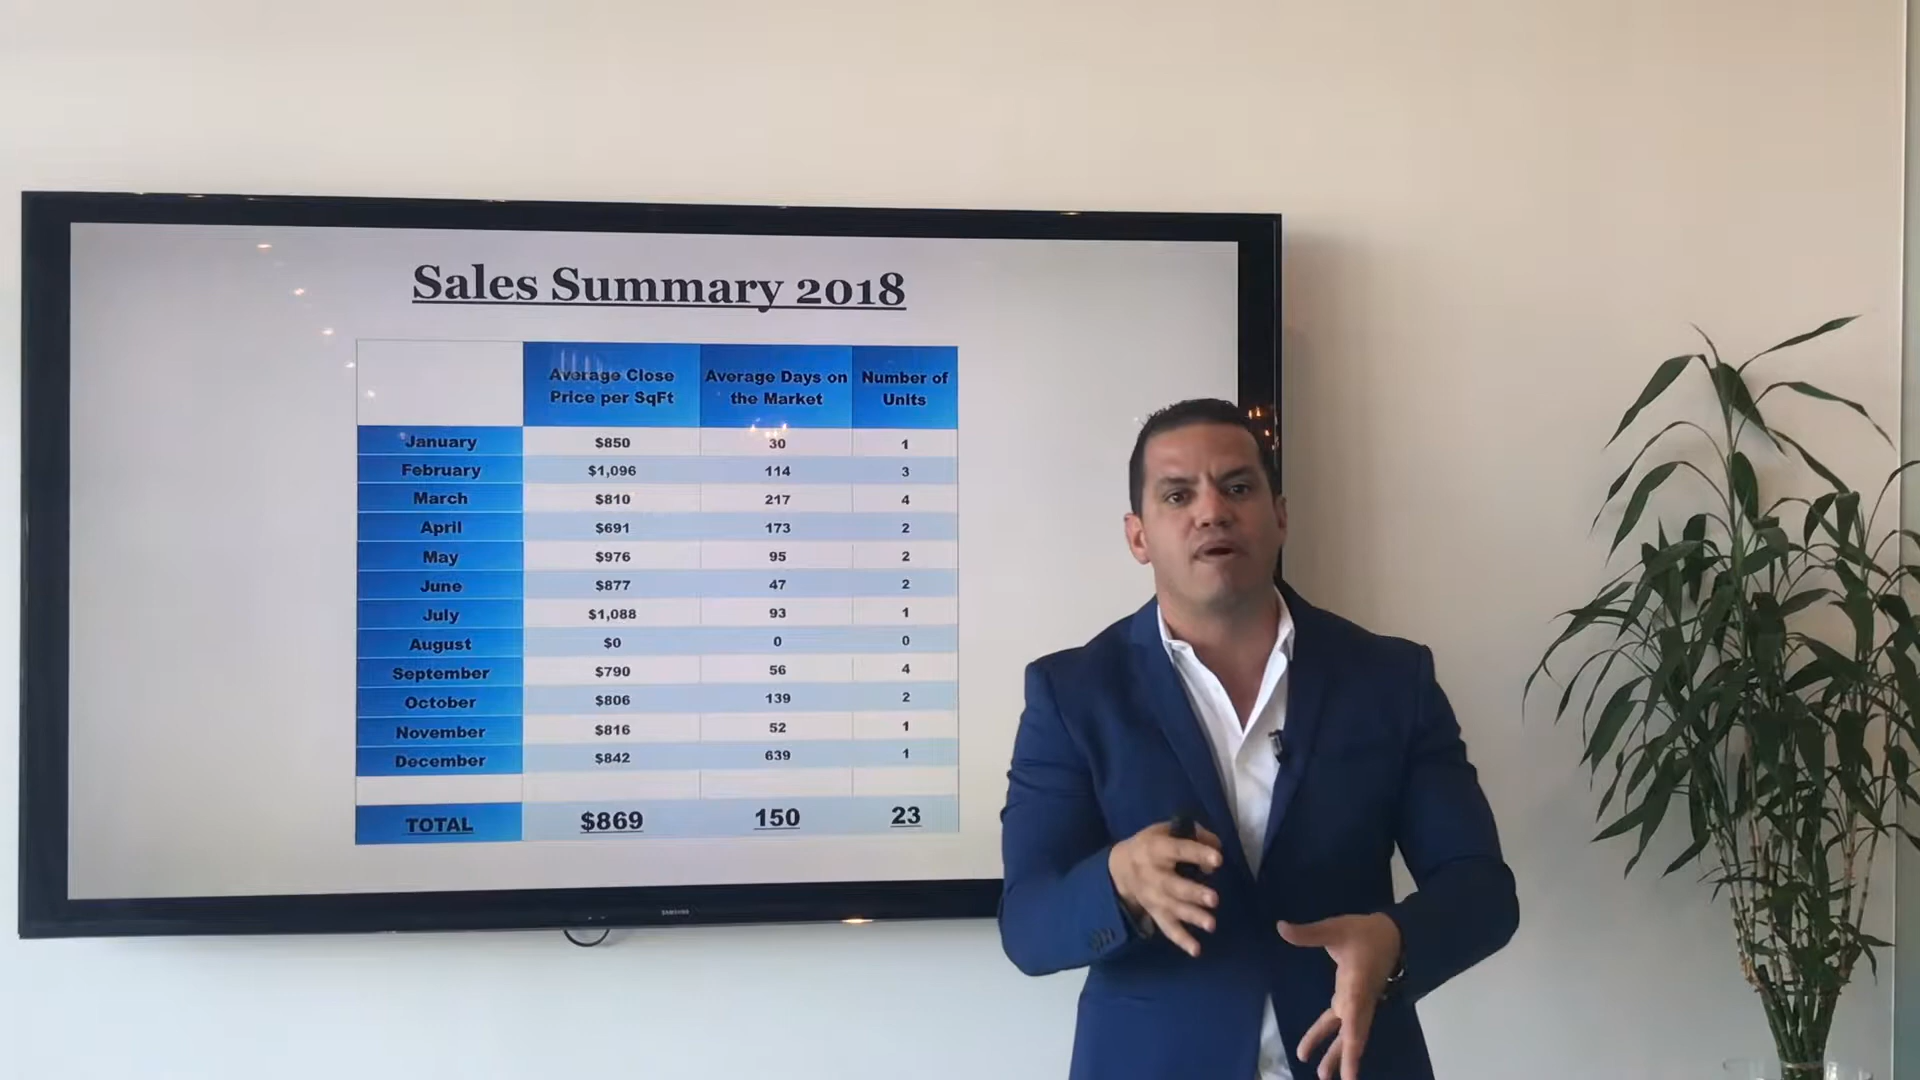 Sales Summary 2018
Average Close Price per SqFt Average Days on the Market Number of Units
January $850 30 1
February $1,096 114 3
March $810 217 4
April $691 173 2
May $976 95 2
June $877 47 2
July $1,088 93 1
August $0 0 0
September $790 56 4
October $806 139 2
November $816 52 1
December $842 639 1
TOTAL $869 150 23
SAMSUNG